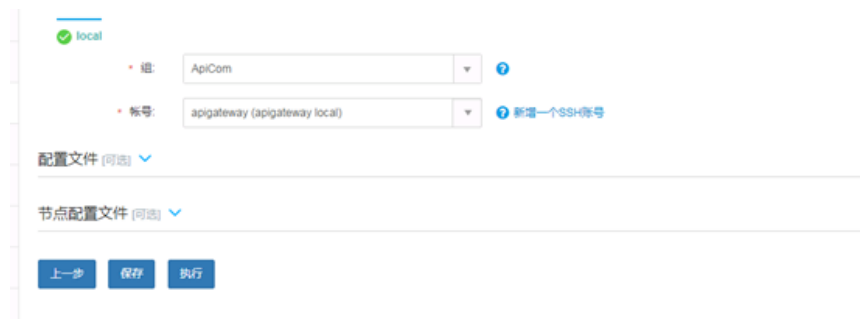 local
* 组: ApiCom
* 帐号: apigateway (apigateway local) 新增一个SSH账号
配置文件 [可选]
节点配置文件 [可选]
上一步 保存 执行